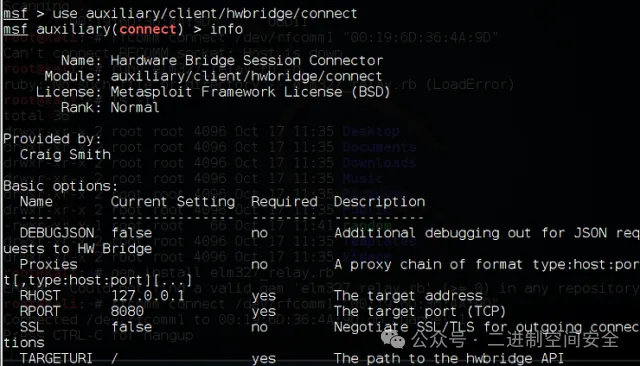 msf > use auxiliary/client/hwbridge/connect
msf auxiliary(connect) > info
Name: Hardware Bridge Session Connector
Module: auxiliary/client/hwbridge/connect
License: Metasploit Framework License (BSD)
Rank: Normal
Provided by:
Craig Smith
Basic options:
Name Current Setting Required Description
---- --------------- -------- -----------
DEBUGJSON false no Additional debugging out for JSON req
uests to HW Bridge
Proxies no A proxy chain of format type:host:por
t[,type:host:port][...]
RHOST 127.0.0.1 yes The target address
RPORT 8080 yes The target port (TCP)
SSL false no Negotiate SSL/TLS for outgoing connec
tions
TARGETURI / yes The path to the hwbridge API
公众号 · 二进制空间安全